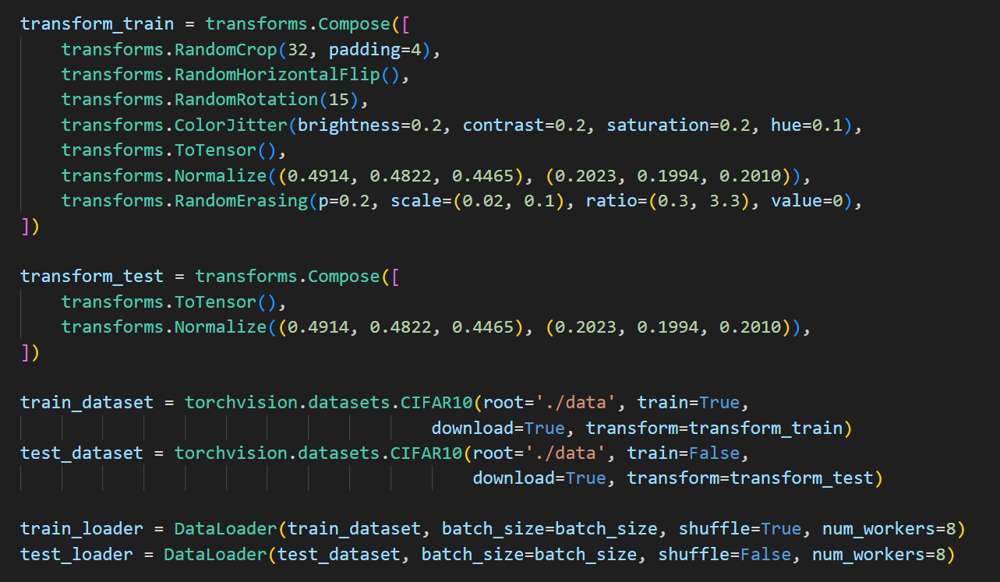 transform_train = transforms.Compose([
    transforms.RandomCrop(32, padding=4),
    transforms.RandomHorizontalFlip(),
    transforms.RandomRotation(15),
    transforms.ColorJitter(brightness=0.2, contrast=0.2, saturation=0.2, hue=0.1),
    transforms.ToTensor(),
    transforms.Normalize((0.4914, 0.4822, 0.4465), (0.2023, 0.1994, 0.2010)),
    transforms.RandomErasing(p=0.2, scale=(0.02, 0.1), ratio=(0.3, 3.3), value=0),
])

transform_test = transforms.Compose([
    transforms.ToTensor(),
    transforms.Normalize((0.4914, 0.4822, 0.4465), (0.2023, 0.1994, 0.2010)),
])

train_dataset = torchvision.datasets.CIFAR10(root='./data', train=True,
                                        download=True, transform=transform_train)
test_dataset = torchvision.datasets.CIFAR10(root='./data', train=False,
                                            download=True, transform=transform_test)

train_loader = DataLoader(train_dataset, batch_size=batch_size, shuffle=True, num_workers=8)
test_loader = DataLoader(test_dataset, batch_size=batch_size, shuffle=False, num_workers=8)